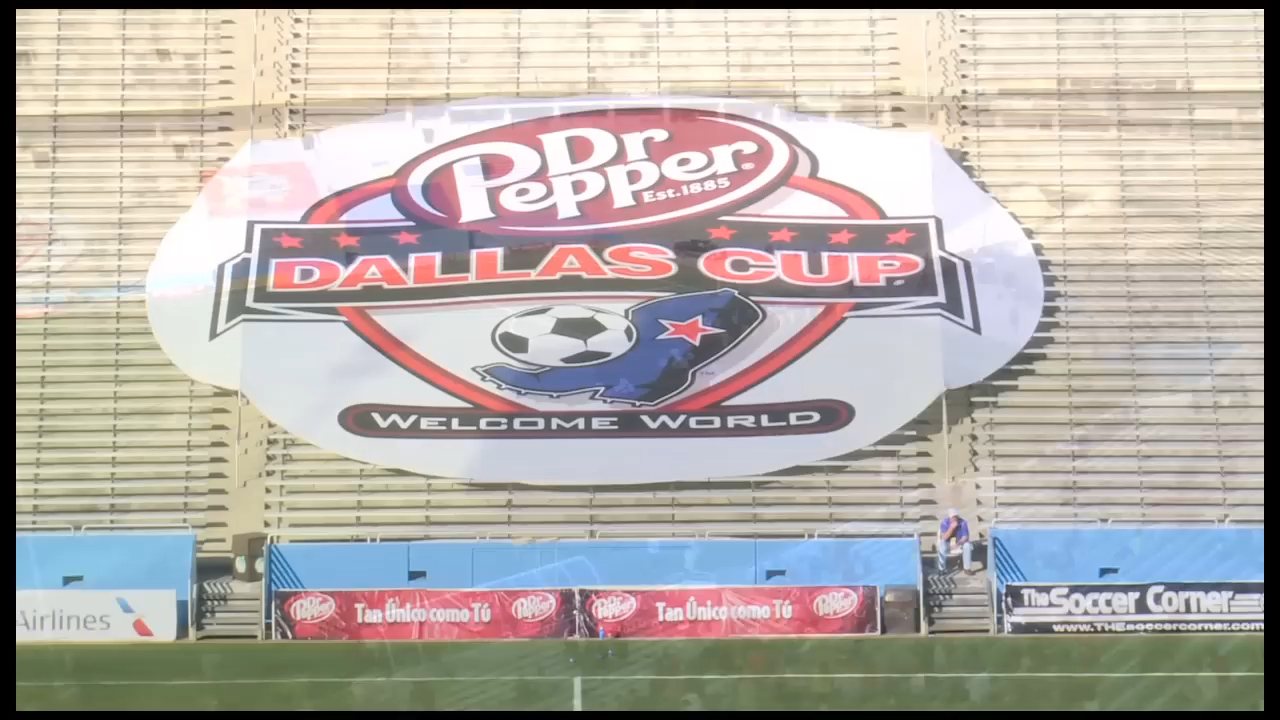 Dr
Pepper
Est.1885
DALLAS CUP
WELCOME WORLD
Airlines
Dr Pepper
Tan Único como Tú
Dr Pepper
Dr Pepper
Tan Único como Tú
Dr Pepper
The Soccer Corner
www.THEsoccercorner.com